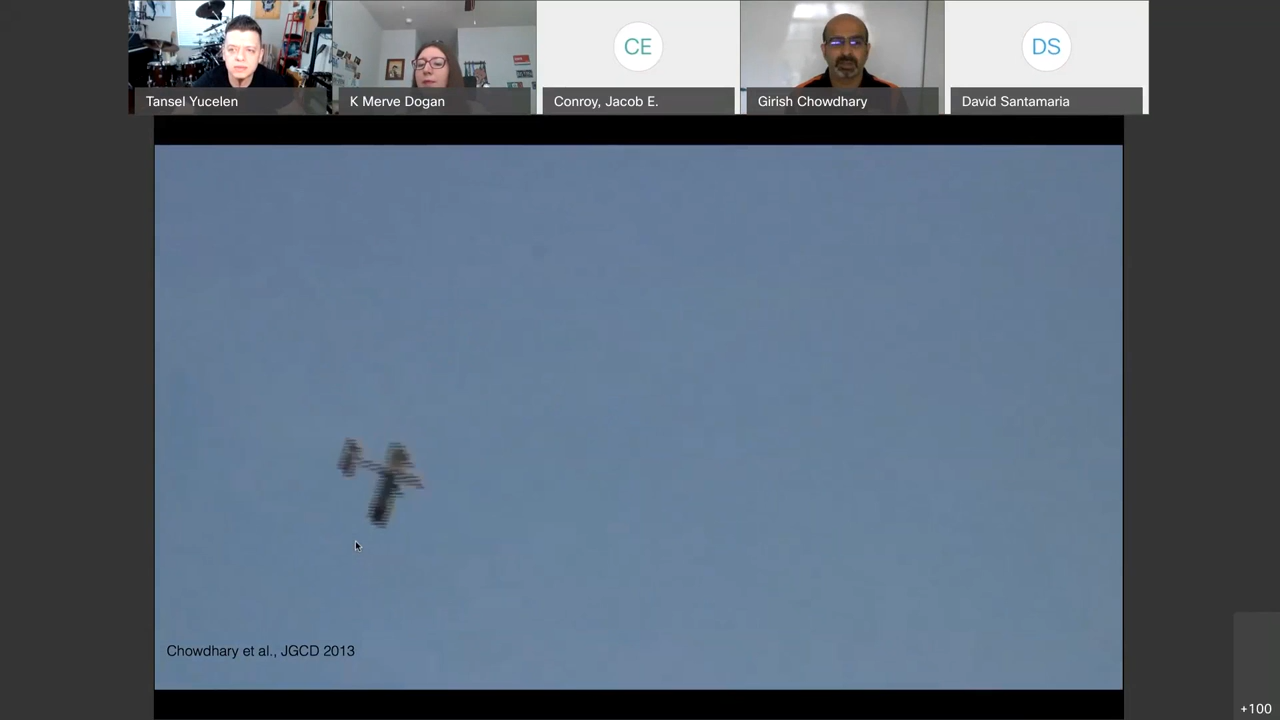 CE
DS
Tansel Yucelen
K Merve Dogan
Conroy, Jacob E.
Girish Chowdhary
David Santamaria
Chowdhary et al., JGCD 2013
+100